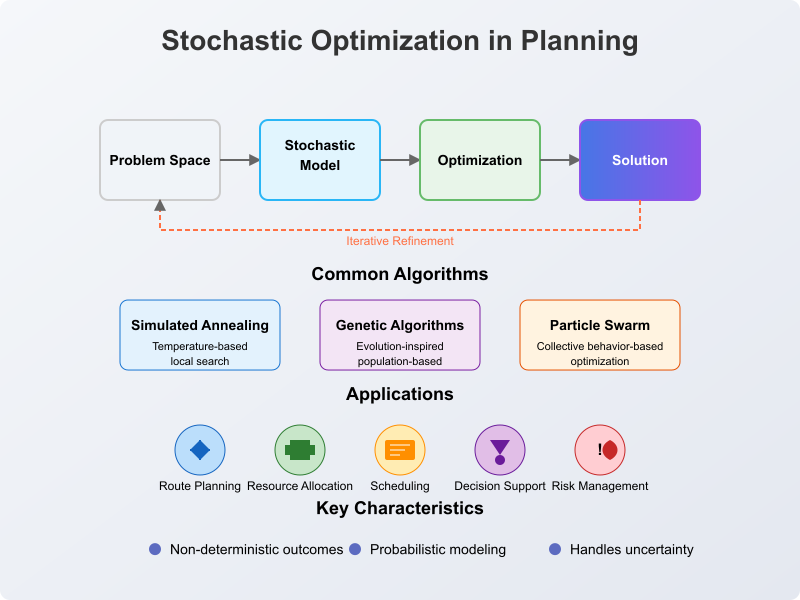 Stochastic Optimization in Planning
Problem Space
Stochastic
Model
Optimization
Solution
Iterative Refinement
Common Algorithms
Simulated Annealing
Temperature-based
local search
Genetic Algorithms
Evolution-inspired
population-based
Particle Swarm
Collective behavior-based
optimization
Applications
!
Route Planning
Resource Allocation
Scheduling
Decision Support
Risk Management
Key Characteristics
Non-deterministic outcomes
Probabilistic modeling
Handles uncertainty